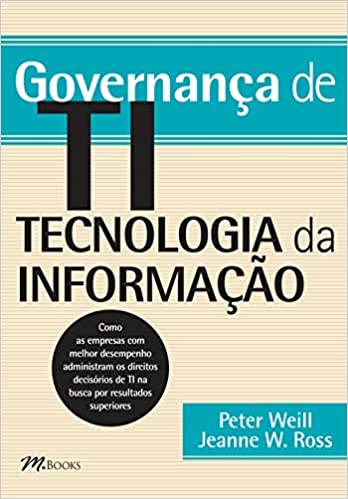 Governança de
TI
TECNOLOGIA da
INFORMAÇÃO
Como
as empresas com
melhor desempenho
administram os direitos
decisórios de TI na
busca por resultados
superiores
Peter Weill
Jeanne W. Ross
M.BOOKS